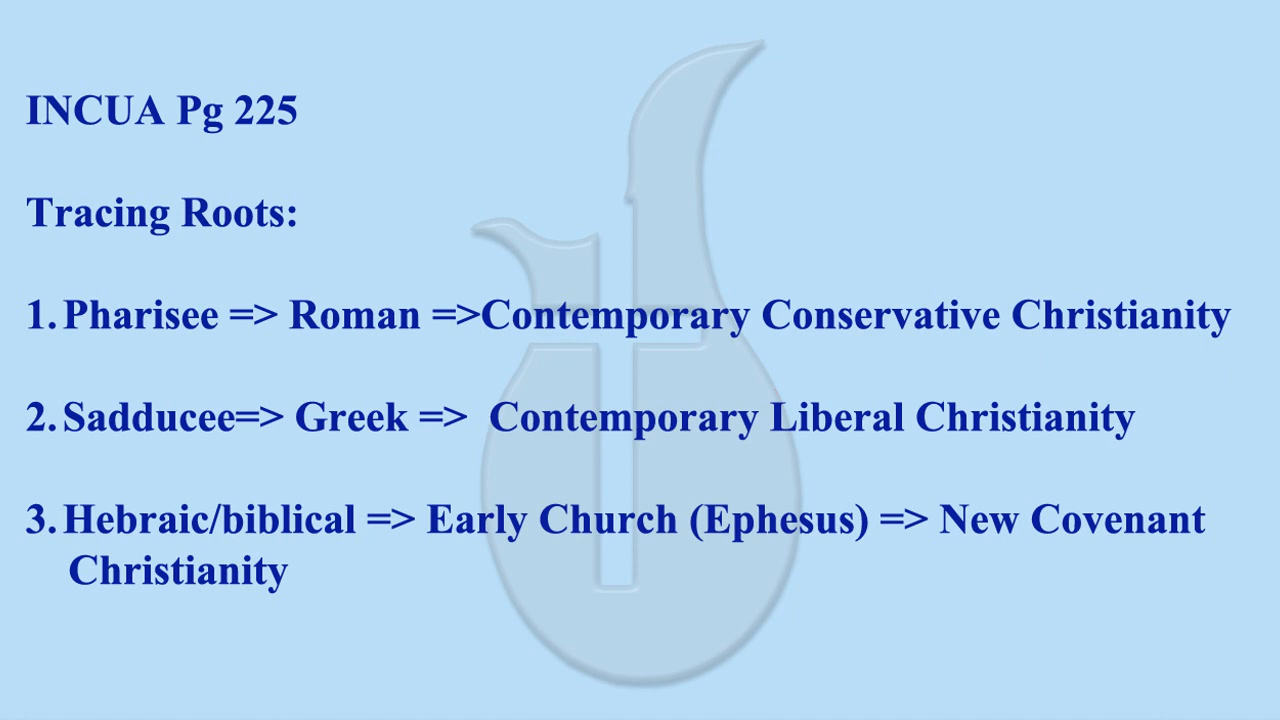 INCUA Pg 225
Tracing Roots:
1. Pharisee => Roman =>Contemporary Conservative Christianity
2. Sadducee=> Greek => Contemporary Liberal Christianity
3. Hebraic/biblical => Early Church (Ephesus) => New Covenant
Christianity